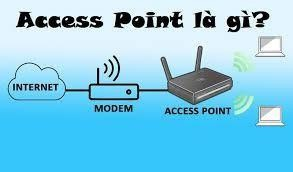 Access Point là gì?
INTERNET
MODEM
ACCESS POINT